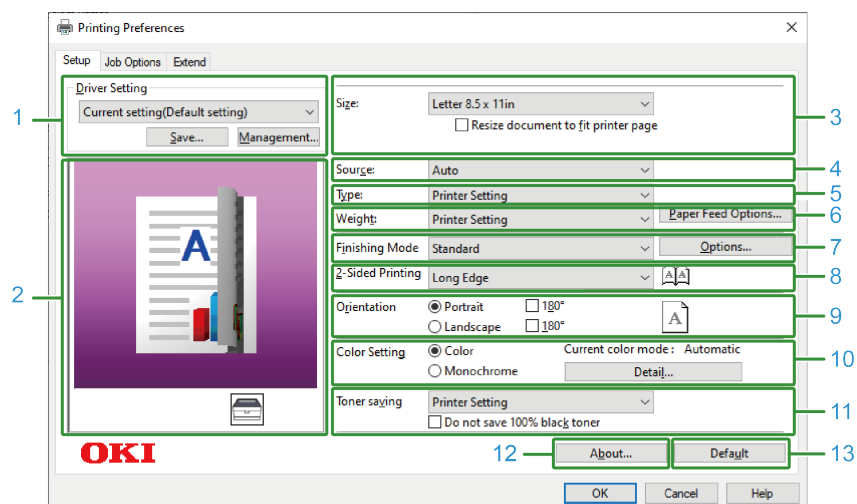 Printing Preferences
Setup Job Options Extend
Driver Setting
Current setting(Default setting)
Save... Management...
1
2
A
OKI
Size: Letter 8.5 x 11in
Resize document to fit printer page
3
Source: Auto
4
Type: Printer Setting
5
Weight: Printer Setting Paper Feed Options...
6
Finishing Mode Standard Options...
7
2-Sided Printing Long Edge A A
8
Orientation Portrait 180°
Landscape 180°
A
9
Color Setting Color Current color mode : Automatic
Monochrome Detail...
10
Toner saving Printer Setting
Do not save 100% black toner
11
12 About... Default 13
OK Cancel Help